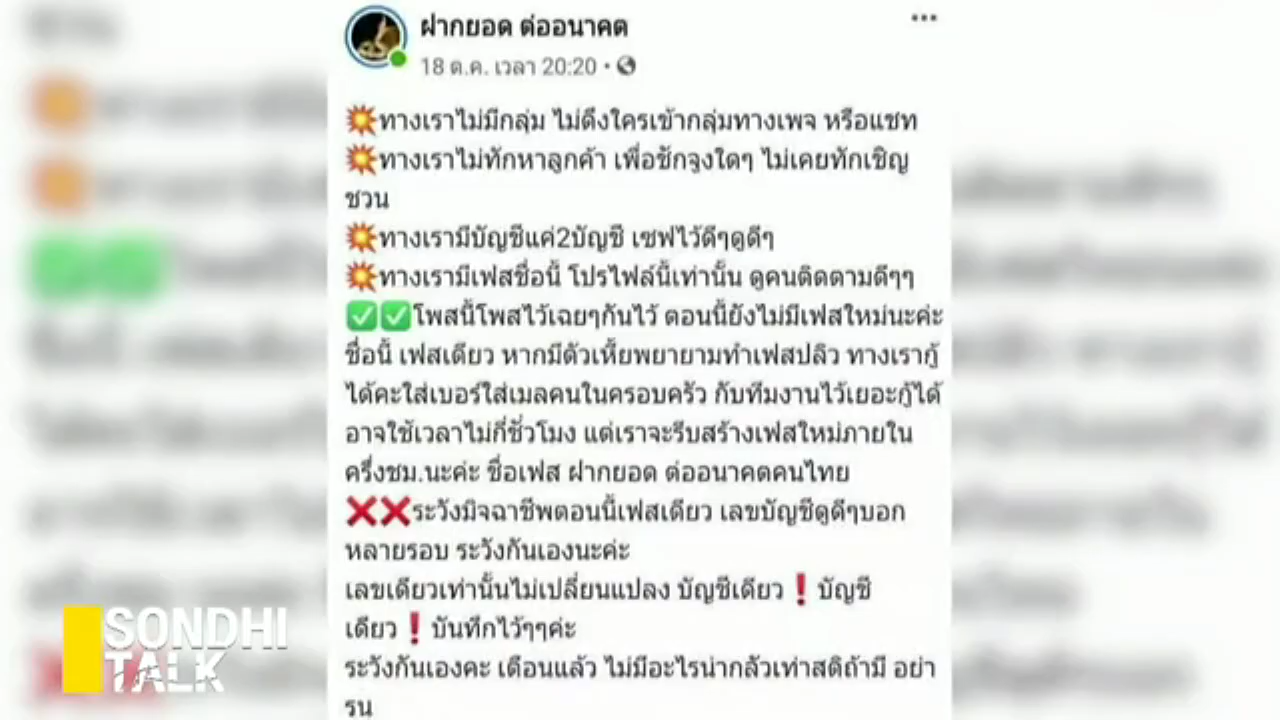 ฝากยอด ต่ออนาคต
18 ต.ค. เวลา 20:20 •
💥ทางเราไม่มีกลุ่ม ไม่ดึงใครเข้ากลุ่มทางเพจ หรือแชท
💥ทางเราไม่ทักหาลูกค้า เพื่อชักจูงใดๆ ไม่เคยทักเชิญ
ชวน
💥ทางเรามีบัญชีแค่2บัญชี เซฟไว้ดีๆดูดีๆ
💥ทางเรามีเฟสชื่อนี้ โปรไฟล์นี้เท่านั้น ดูคนติดตามดีๆๆ
✅✅โพสนี้โพสไว้เฉยๆกันไว้ ตอนนี้ยังไม่มีเฟสใหม่นะค่ะ
ชื่อนี้ เฟสเดียว หากมีตัวเหี้ยพยายามทำเฟสปลิว ทางเรากู้
ได้คะใส่เบอร์ใส่เมลคนในครอบครัว กับทีมงานไว้เยอะกู้ได้
อาจใช้เวลาไม่กี่ชั่วโมง แต่เราจะรีบสร้างเฟสใหม่ภายใน
ครึ่งชม.นะค่ะ ชื่อเฟส ฝากยอด ต่ออนาคตคนไทย
❌❌ระวังมิจฉาชีพตอนนี้เฟสเดียว เลขบัญชีดูดีๆบอก
หลายรอบ ระวังกันเองนะค่ะ
เลขเดียวเท่านั้นไม่เปลี่ยนแปลง บัญชีเดียว❗บัญชี
เดียว❗บันทึกไว้ๆๆค่ะ
ระวังกันเองคะ เตือนแล้ว ไม่มีอะไรน่ากลัวเท่าสติถ้ามี อย่า
รน
SONDHI
TALK